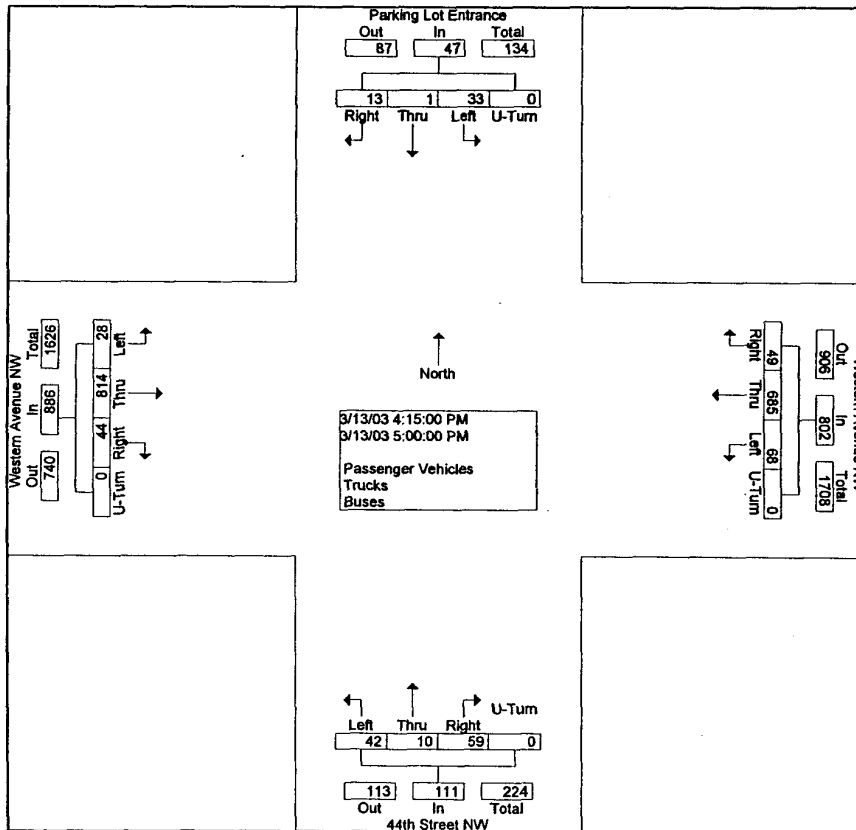 Parking Lot Entrance
Out In Total
87 47 134
13 1 33 0
Right Thru Left U-Turn
Western Avenue NW
Total In Out
1626 886 740
28 814 44 0
Left Thru Right U-Turn
North
3/13/03 4:15:00 PM
3/13/03 5:00:00 PM
Passenger Vehicles
Trucks
Buses
Right Thru Left U-Turn
49 685 68 0
906 802 1708
Out In Total
U-Turn
Left Thru Right
42 10 59 0
113 111 224
Out In Total
44th Street NW